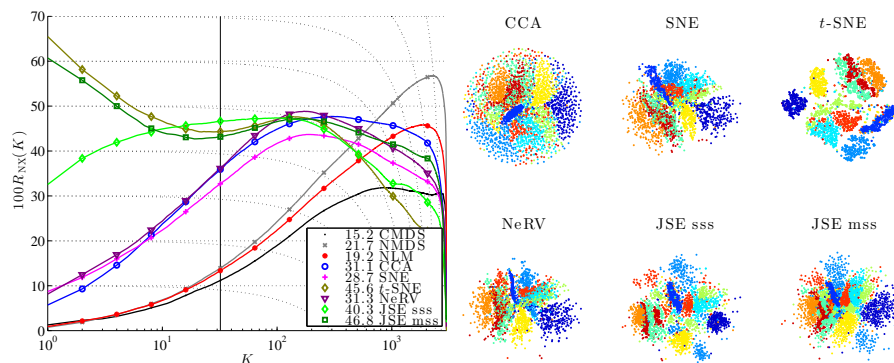 CCA SNE t-SNE
70
60
50
40
30
20
10
0
100R_NX(K)
15.2 CMDS
21.7 NMDS
19.2 NLM
31.1 CCA
28.7 SNE
45.6 t-SNE
31.3 NeRV
40.3 JSE sss
46.8 JSE mss
10^0 10^1 10^2 10^3
K
NeRV JSE sss JSE mss